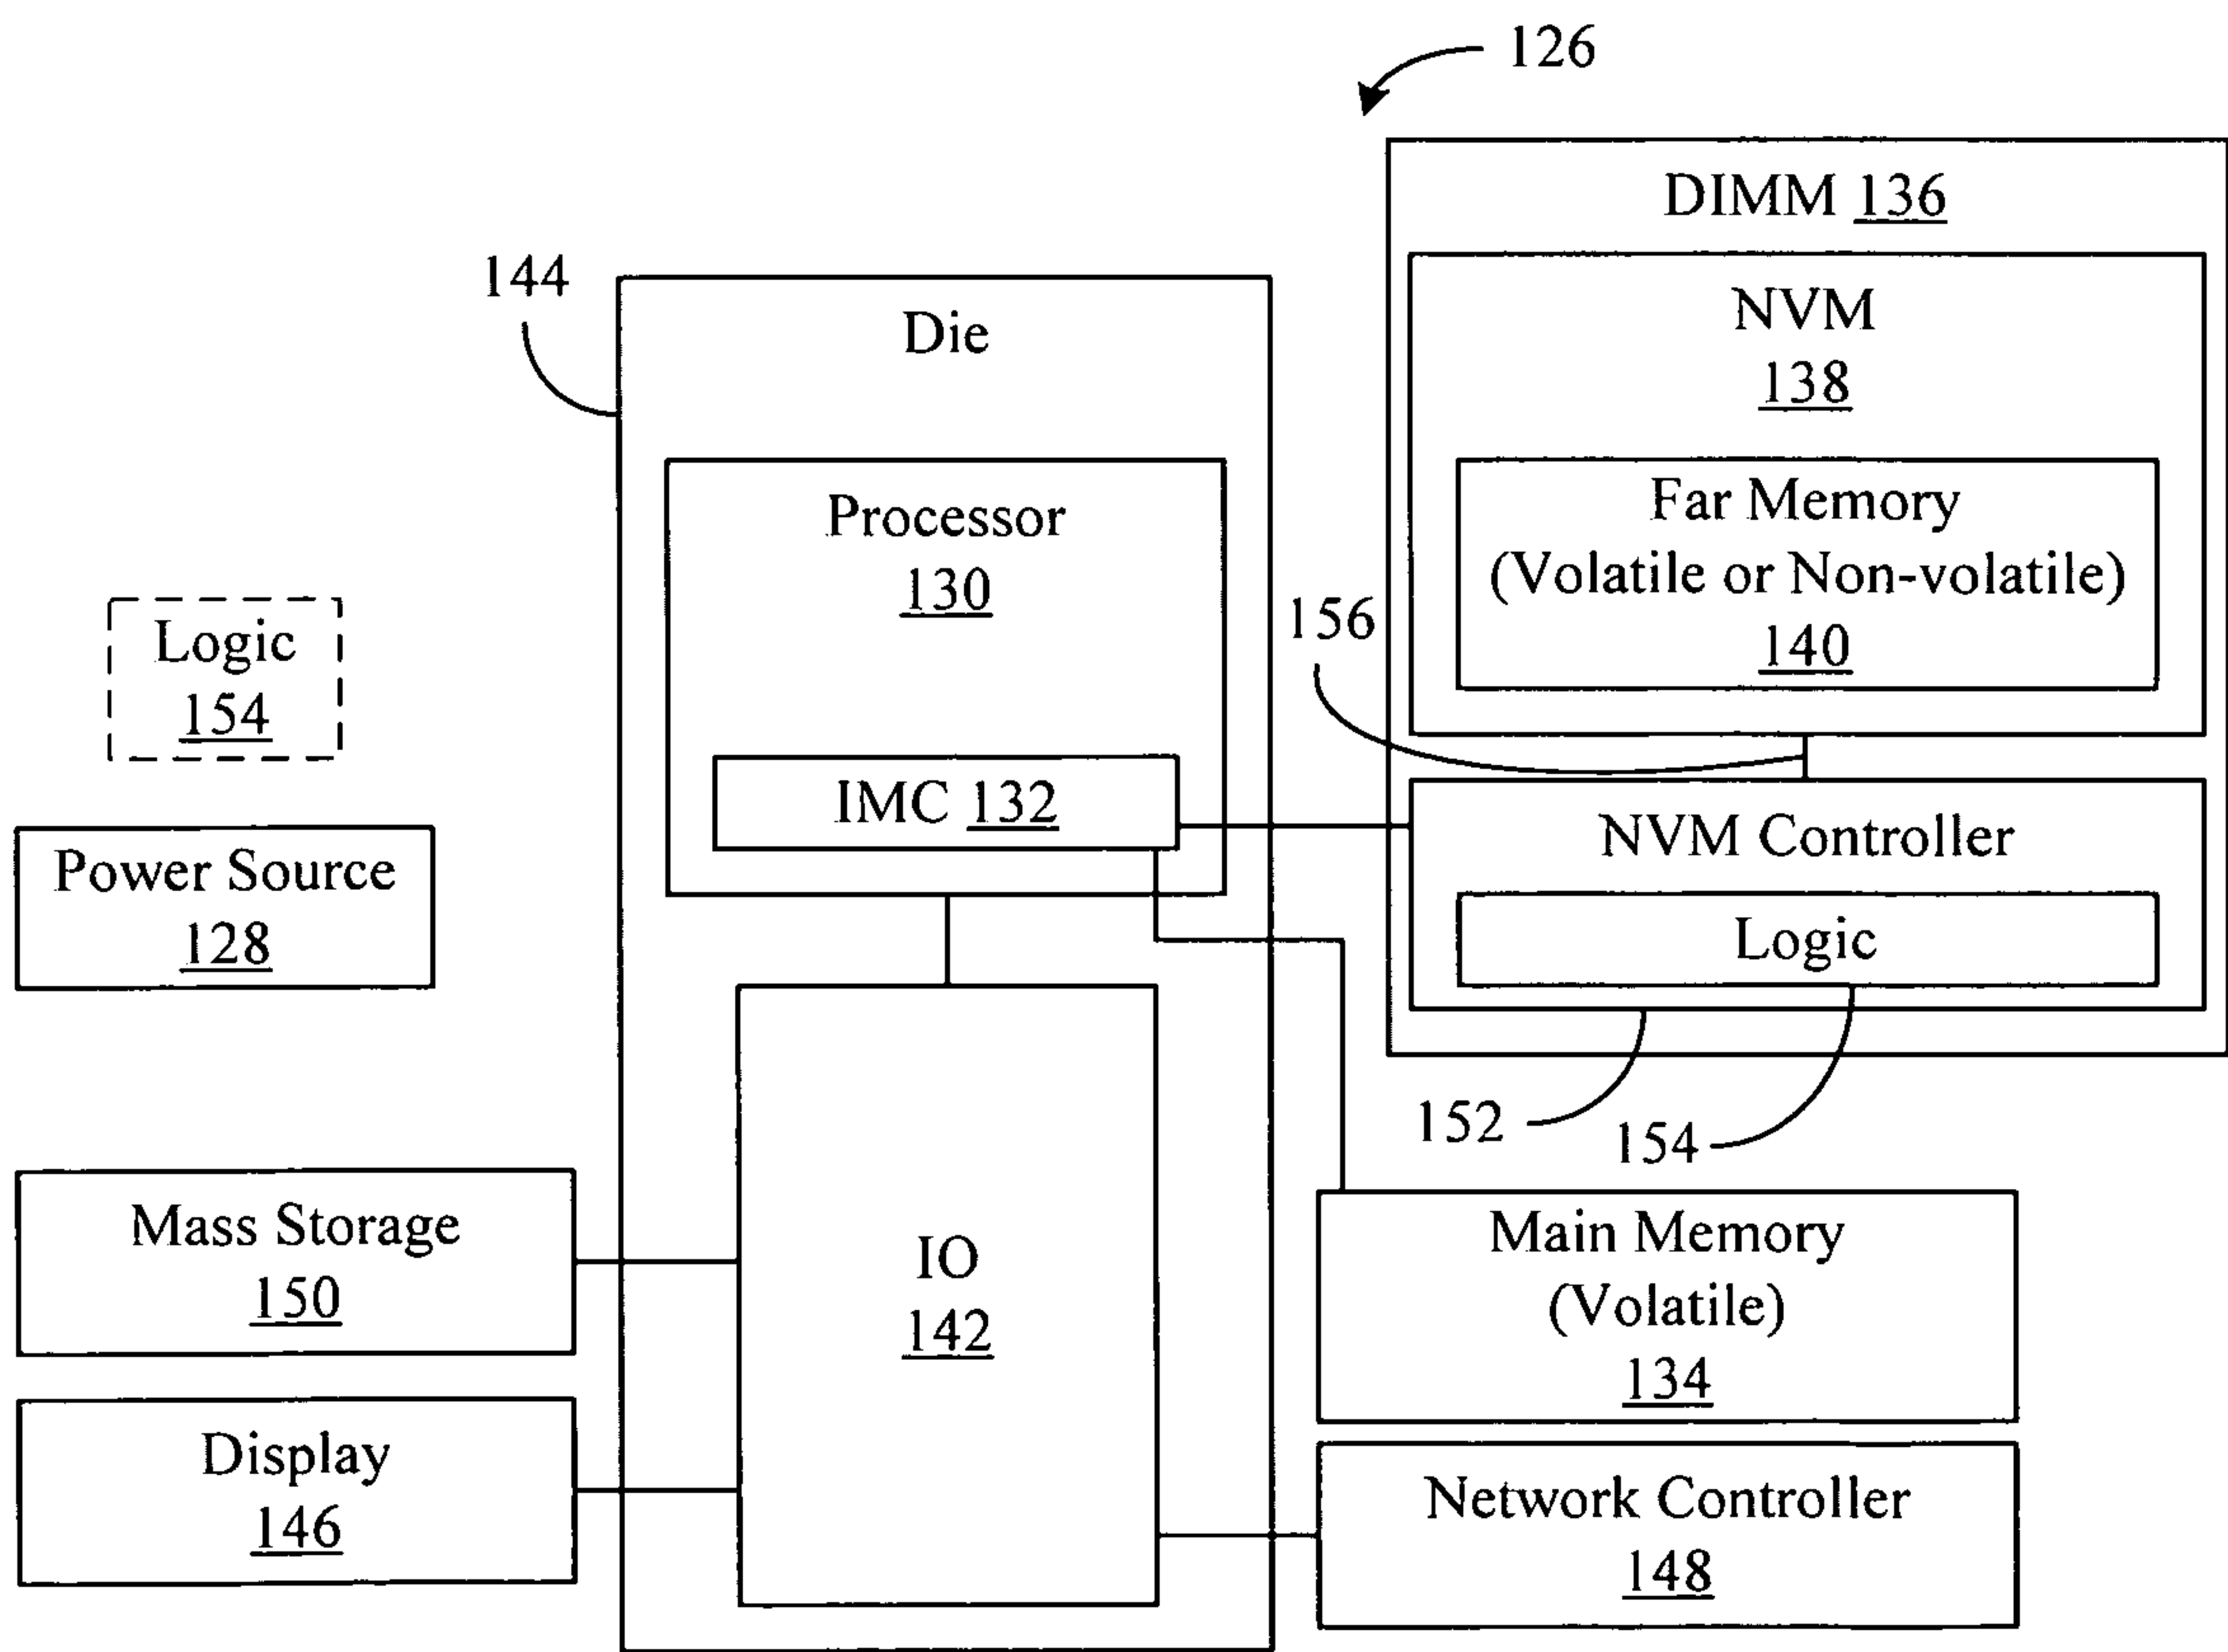 126
DIMM 136
NVM
138
Far Memory
(Volatile or Non-volatile)
140
156
NVM Controller
Logic
152
154
144
Die
Processor
130
IMC 132
IO
142
Logic
154
Power Source
128
Mass Storage
150
Display
146
Main Memory
(Volatile)
134
Network Controller
148